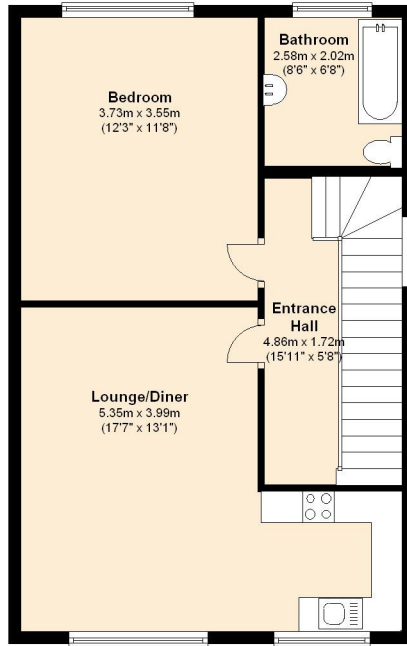 Bathroom
2.58m x 2.02m
(8'6" x 6'8")
Bedroom
3.73m x 3.55m
(12'3" x 11'8")
Entrance
Hall
4.86m x 1.72m
(15'11" x 5'8")
Lounge/Diner
5.35m x 3.99m
(17'7" x 13'1")